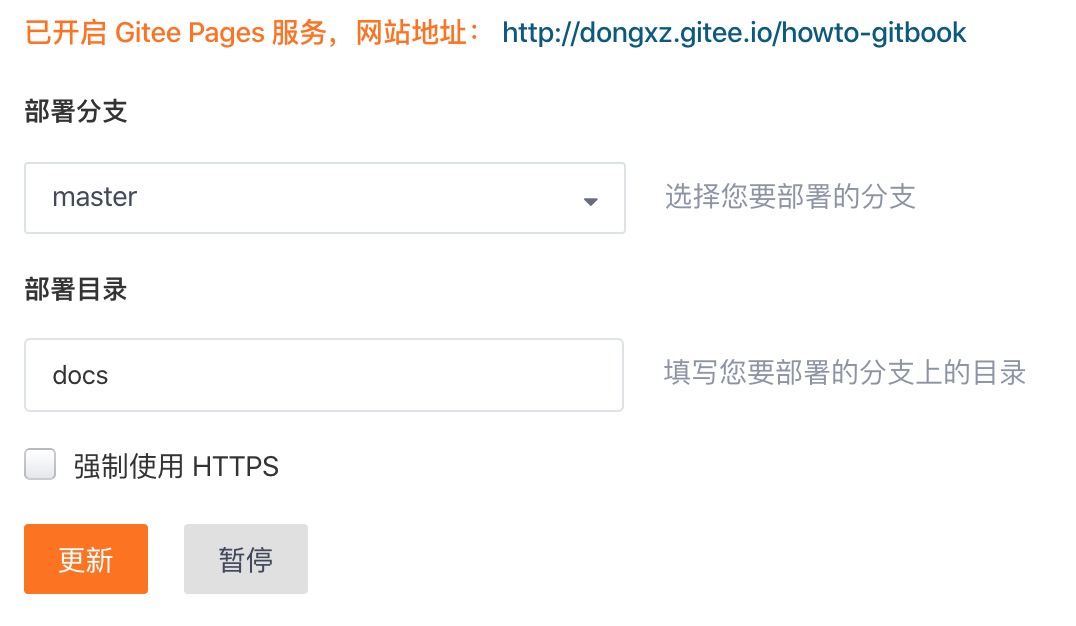 已开启 Gitee Pages 服务，网站地址： http://dongxz.gitee.io/howto-gitbook
部署分支
master 选择您要部署的分支
部署目录
docs 填写您要部署的分支上的目录
强制使用 HTTPS
更新 暂停